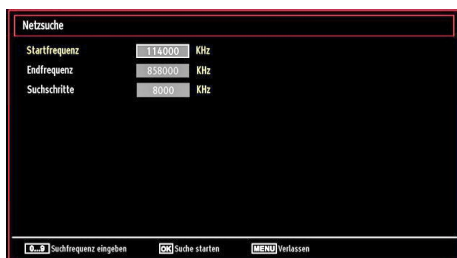 Netzsuche
Startfrequenz 114000 KHz
Endfrequenz 858000 KHz
Suchschritte 8000 KHz
0...9 Suchfrequenz eingeben OK Suche starten MENU Verlassen